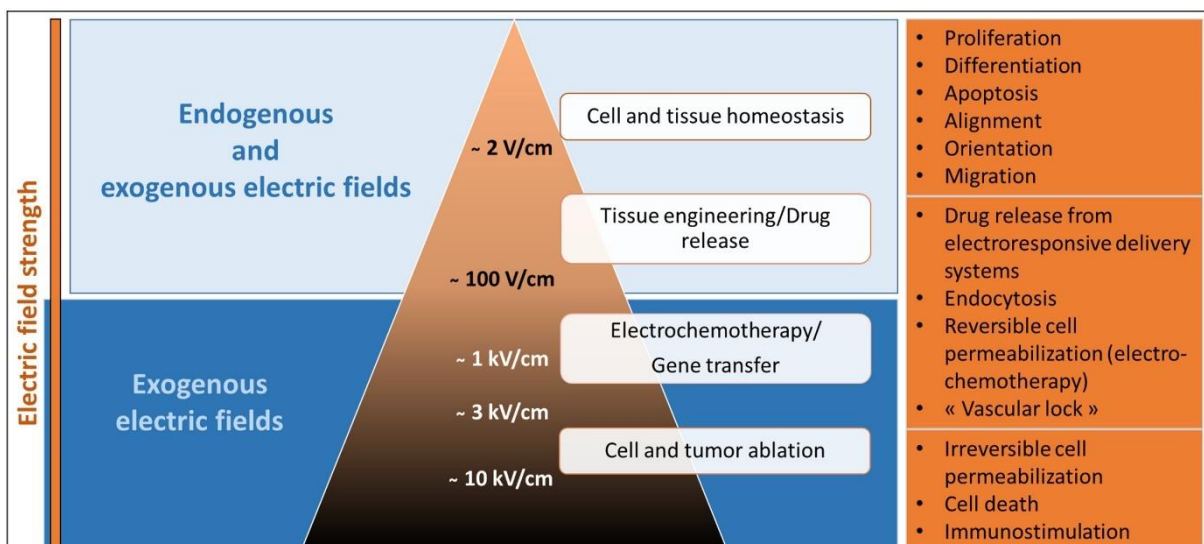 Electric field strength
Endogenous
and
exogenous electric fields
Exogenous
electric fields
~ 2 V/cm
~ 100 V/cm
~ 1 kV/cm
~ 3 kV/cm
~ 10 kV/cm
Cell and tissue homeostasis
Tissue engineering/Drug
release
Electrochemotherapy/
Gene transfer
Cell and tumor ablation
• Proliferation
• Differentiation
• Apoptosis
• Alignment
• Orientation
• Migration
• Drug release from
electroresponsive delivery
systems
• Endocytosis
• Reversible cell
permeabilization (electro-
chemotherapy)
• « Vascular lock »
• Irreversible cell
permeabilization
• Cell death
• Immunostimulation